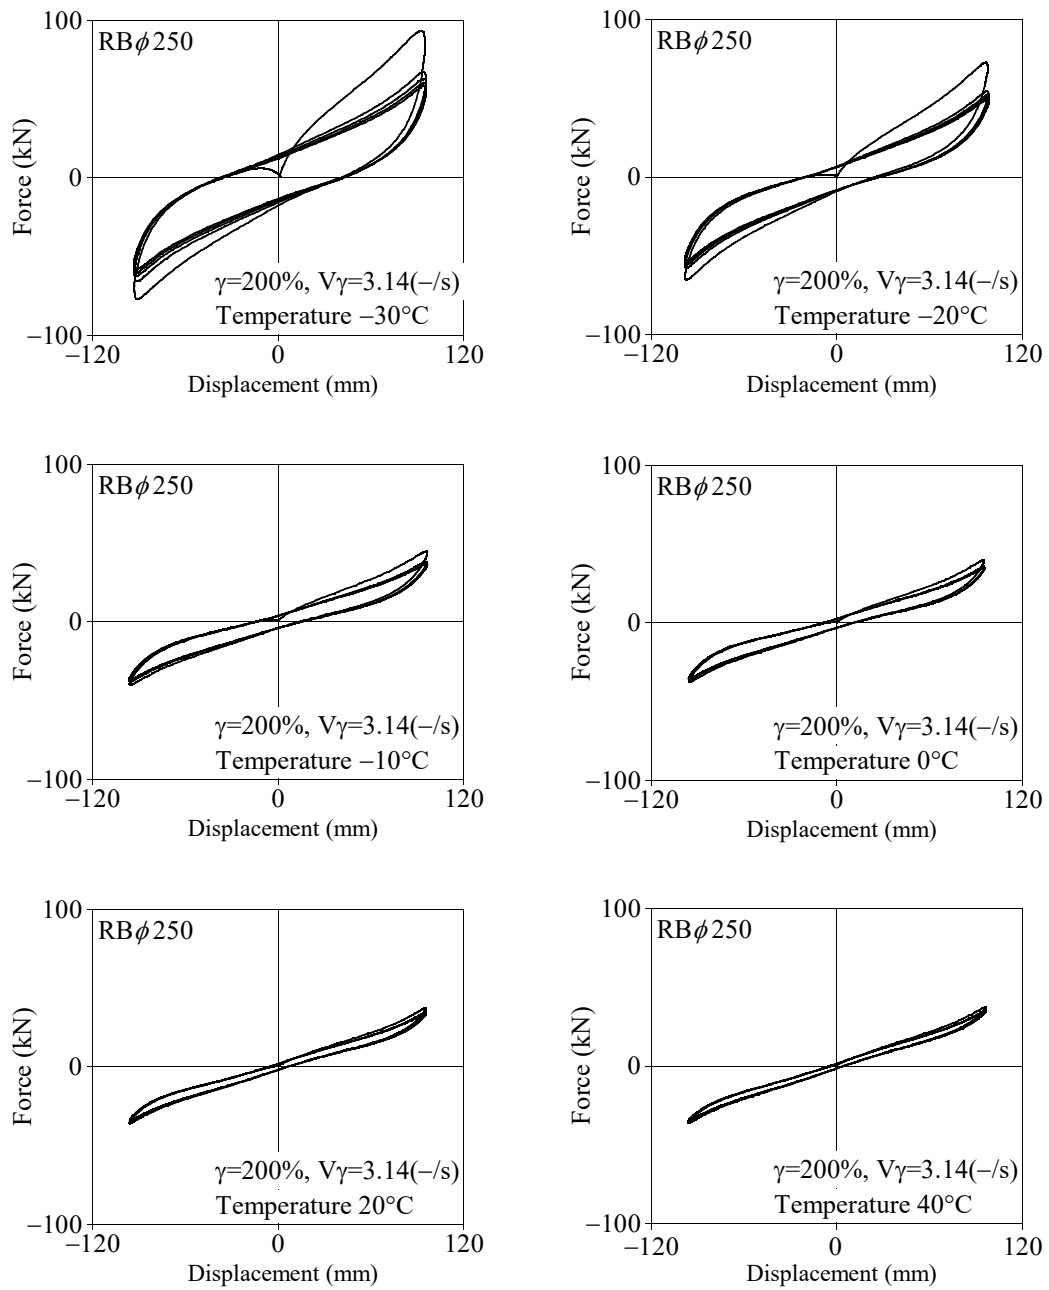 100
RBϕ250
Force (kN)
0
γ=200%, Vγ=3.14(−/s)
Temperature −30°C
−100
−120
0
120
Displacement (mm)
100
RBϕ250
Force (kN)
0
γ=200%, Vγ=3.14(−/s)
Temperature −20°C
−100
−120
0
120
Displacement (mm)
100
RBϕ250
Force (kN)
0
γ=200%, Vγ=3.14(−/s)
Temperature −10°C
−100
−120
0
120
Displacement (mm)
100
RBϕ250
Force (kN)
0
γ=200%, Vγ=3.14(−/s)
Temperature 0°C
−100
−120
0
120
Displacement (mm)
100
RBϕ250
Force (kN)
0
γ=200%, Vγ=3.14(−/s)
Temperature 20°C
−100
−120
0
120
Displacement (mm)
100
RBϕ250
Force (kN)
0
γ=200%, Vγ=3.14(−/s)
Temperature 40°C
−100
−120
0
120
Displacement (mm)